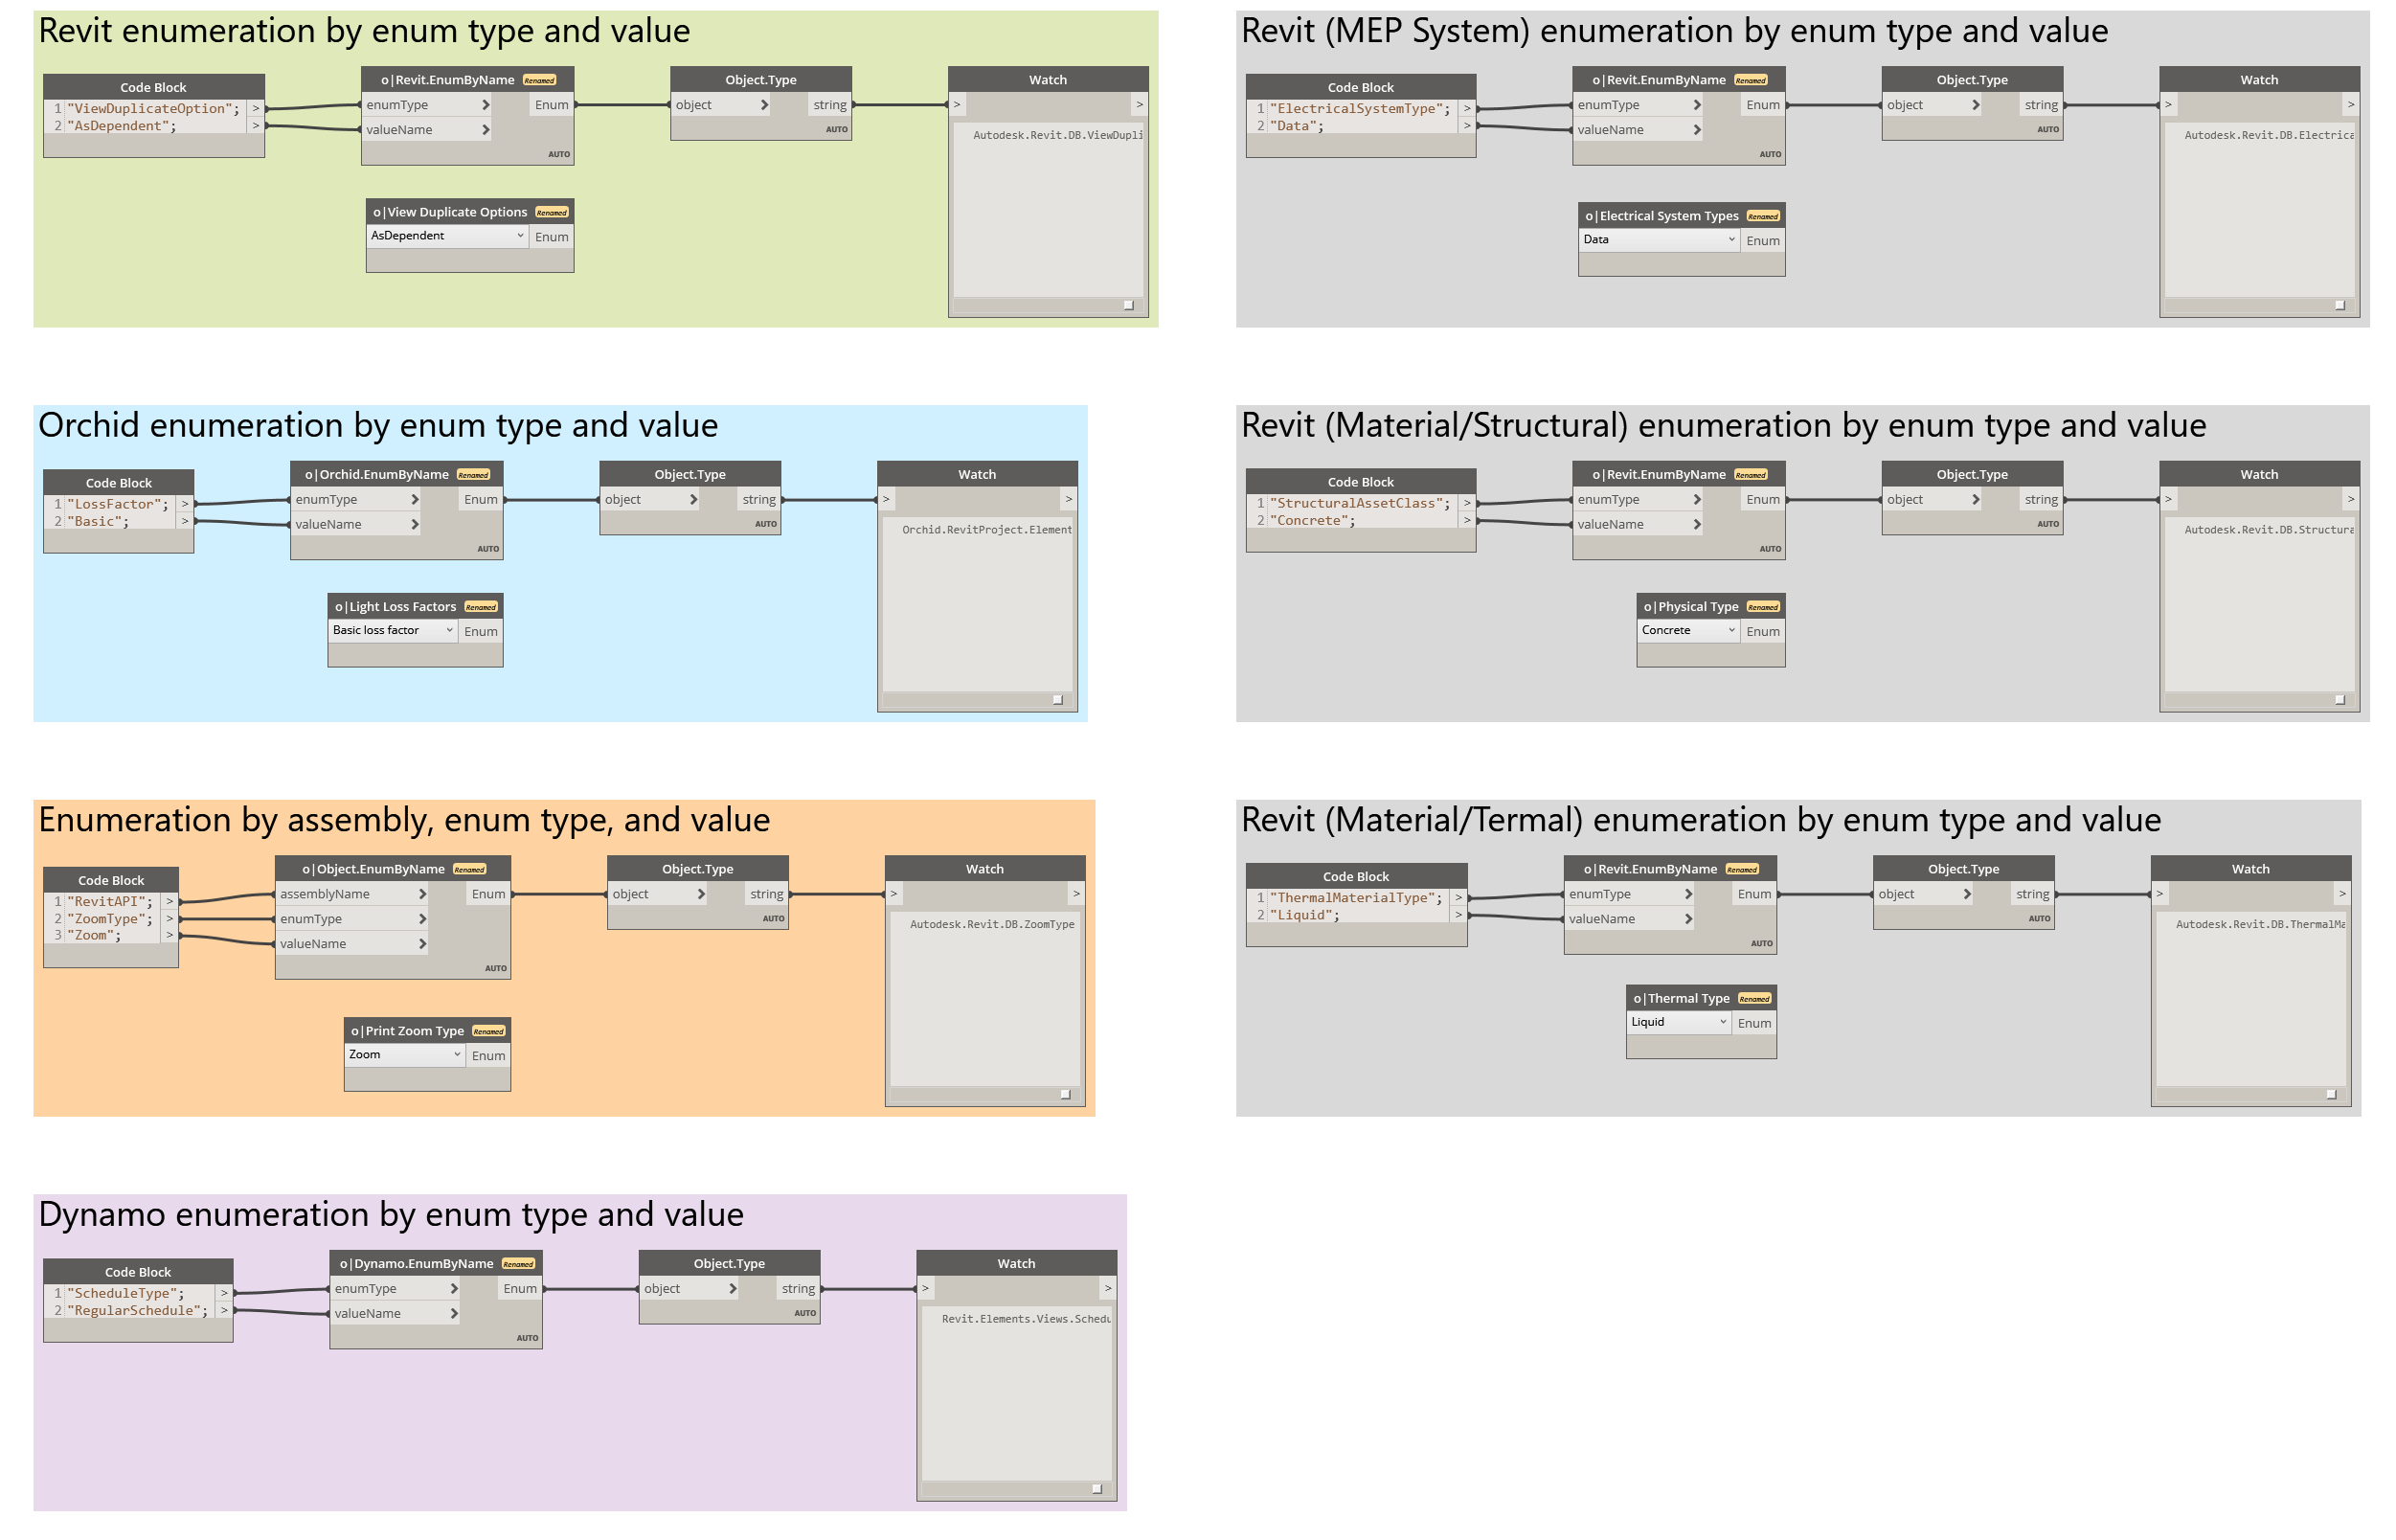 Revit enumeration by enum type and value
Code Block
1 "ViewDuplicateOption"; >
2 "AsDependent"; >
o|Revit.EnumByName Renamed
enumType > Enum
valueName >
AUTO
Object.Type
object > string
AUTO
Watch
> >
Autodesk.Revit.DB.ViewDupli
o|View Duplicate Options Renamed
AsDependent Enum
Revit (MEP System) enumeration by enum type and value
Code Block
1 "ElectricalSystemType"; >
2 "Data"; >
o|Revit.EnumByName Renamed
enumType > Enum
valueName >
AUTO
Object.Type
object > string
AUTO
Watch
> >
Autodesk.Revit.DB.Electrica
o|Electrical System Types Renamed
Data Enum
Orchid enumeration by enum type and value
Code Block
1 "LossFactor"; >
2 "Basic"; >
o|Orchid.EnumByName Renamed
enumType > Enum
valueName >
AUTO
Object.Type
object > string
AUTO
Watch
> >
Orchid.RevitProject.Element
o|Light Loss Factors Renamed
Basic loss factor Enum
Revit (Material/Structural) enumeration by enum type and value
Code Block
1 "StructuralAssetClass"; >
2 "Concrete"; >
o|Revit.EnumByName Renamed
enumType > Enum
valueName >
AUTO
Object.Type
object > string
AUTO
Watch
> >
Autodesk.Revit.DB.Structura
o|Physical Type Renamed
Concrete Enum
Enumeration by assembly, enum type, and value
Code Block
1 "RevitAPI"; >
2 "ZoomType"; >
3 "Zoom"; >
o|Object.EnumByName Renamed
assemblyName > Enum
enumType >
valueName >
AUTO
Object.Type
object > string
AUTO
Watch
> >
Autodesk.Revit.DB.ZoomType
o|Print Zoom Type Renamed
Zoom Enum
Revit (Material/Termal) enumeration by enum type and value
Code Block
1 "ThermalMaterialType"; >
2 "Liquid"; >
o|Revit.EnumByName Renamed
enumType > Enum
valueName >
AUTO
Object.Type
object > string
AUTO
Watch
> >
Autodesk.Revit.DB.ThermalMa
o|Thermal Type Renamed
Liquid Enum
Dynamo enumeration by enum type and value
Code Block
1 "ScheduleType"; >
2 "RegularSchedule"; >
o|Dynamo.EnumByName Renamed
enumType > Enum
valueName >
AUTO
Object.Type
object > string
AUTO
Watch
> >
Revit.Elements.Views.Schedu